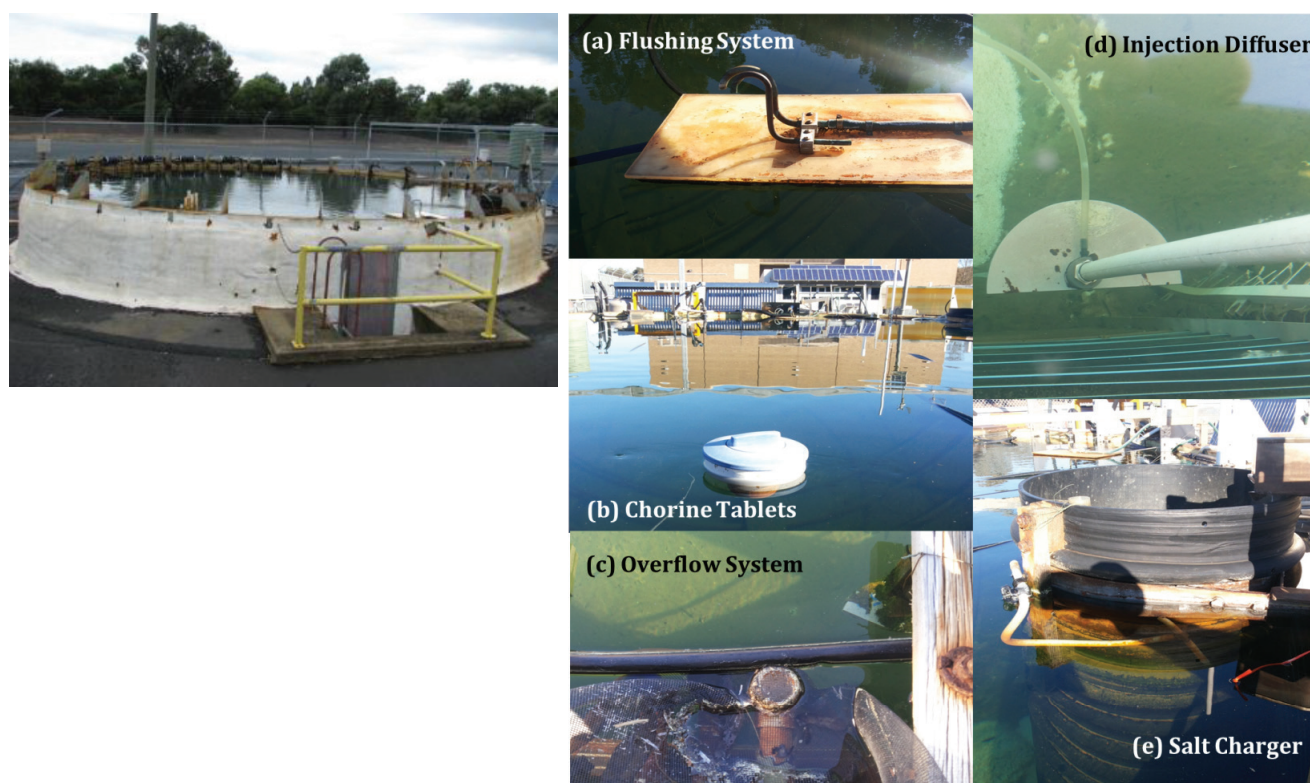 (a) Flushing System
(b) Chorine Tablets
(c) Overflow System
(d) Injection Diffuser
(e) Salt Charger